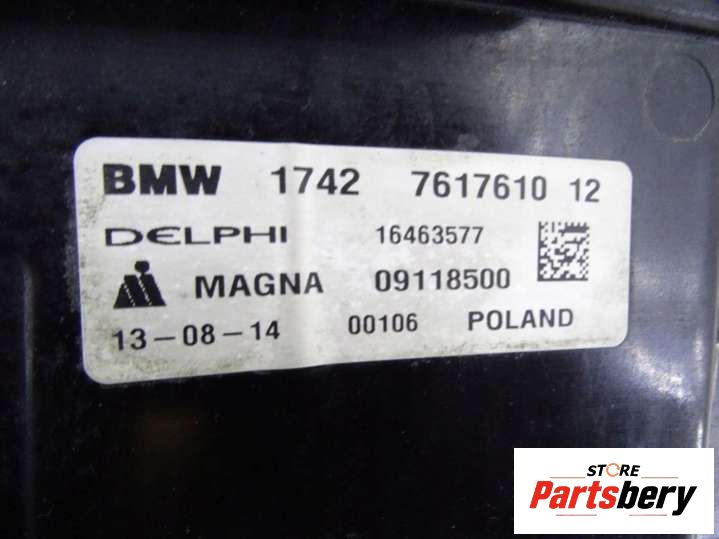 BMW 1742 7617610 12
DELPHI 16463577
MAGNA 09118500
13-08-14 00106 POLAND
STORE
Partsbery